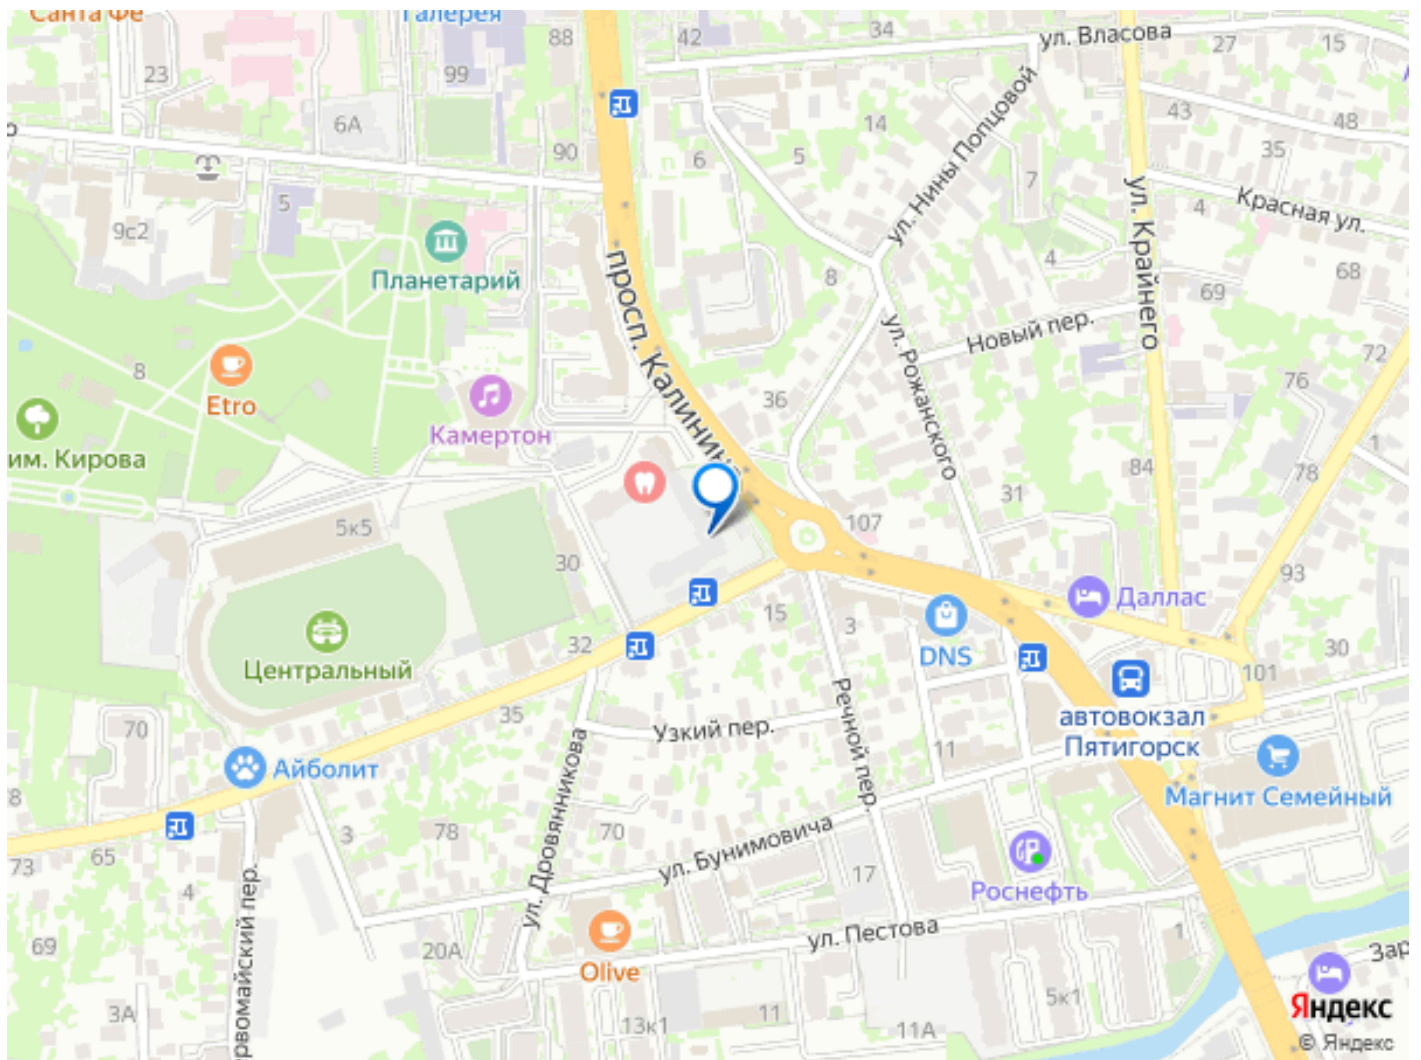 Санта Фе
Галерея
88
42
34
ул. Власова
27
15
23
99
6А
90
14
43
48
35
6
5
ул. Нины Попцовой
7
ул. Крайнего
4
Красная ул.
5
9с2
Планетарий
просп. Калинина
8
4
69
68
ул. Рожанского
Новый пер.
72
8
Etro
36
76
Камертон
им. Кирова
84
1
78
31
5к5
107
30
93
Даллас
15
3
DNS
32
Центральный
101
30
автовокзал
Пятигорск
Речной пер.
35
70
Узкий пер.
11
Айболит
Магнит Семейный
ул. Дровянникова
78
70
3
ул. Бунимовича
65
73
4
17
Роснефть
ул. Пестова
20А
69
Olive
1
5к1
3А
13к1
11
11А
Яндекс
© Яндекс